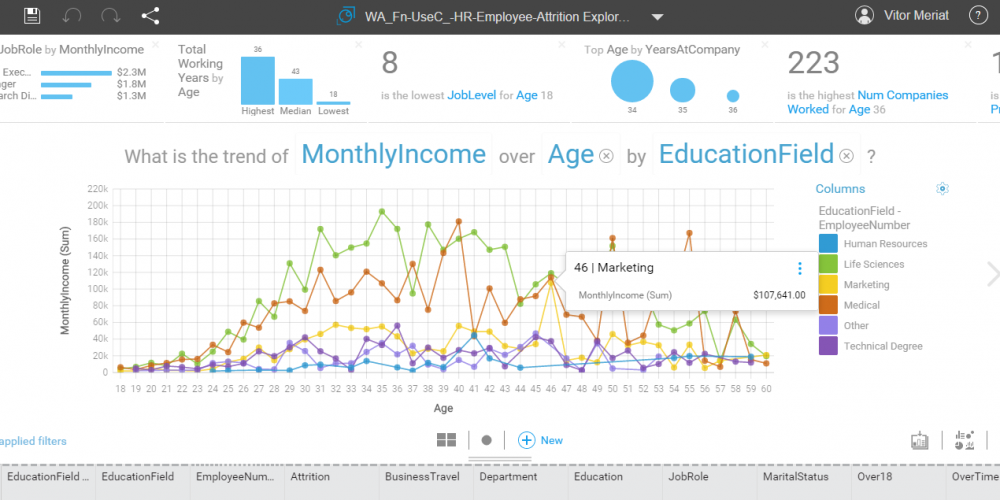 WA_Fn-UseC_-HR-Employee-Attrition Explor...
Vitor Meriat
?
JobRole by MonthlyIncome
Exec...
$2.3M
ager
$1.8M
arch Di...
$1.3M
Total
Working
Years by
Age
36
43
18
Highest
Median
Lowest
8
is the lowest JobLevel for Age 18
Top Age by YearsAtCompany
34
35
36
223
is the highest Num Companies
Worked for Age 36
1
is
Pr
What is the trend of MonthlyIncome over Age by EducationField ?
MonthlyIncome (Sum)
220k
200k
180k
160k
140k
120k
100k
80k
60k
40k
20k
0
18 19 20 21 22 23 24 25 26 27 28 29 30 31 32 33 34 35 36 37 38 39 40 41 42 43 44 45 46 47 48 49 50 51 52 53 54 55 56 57 58 59 60
Age
46 | Marketing
MonthlyIncome (Sum)
$107,641.00
Columns
EducationField -
EmployeeNumber
Human Resources
Life Sciences
Marketing
Medical
Other
Technical Degree
applied filters
New
EducationField ...
EducationField
EmployeeNum...
Attrition
BusinessTravel
Department
Education
JobRole
MaritalStatus
Over18
OverTime